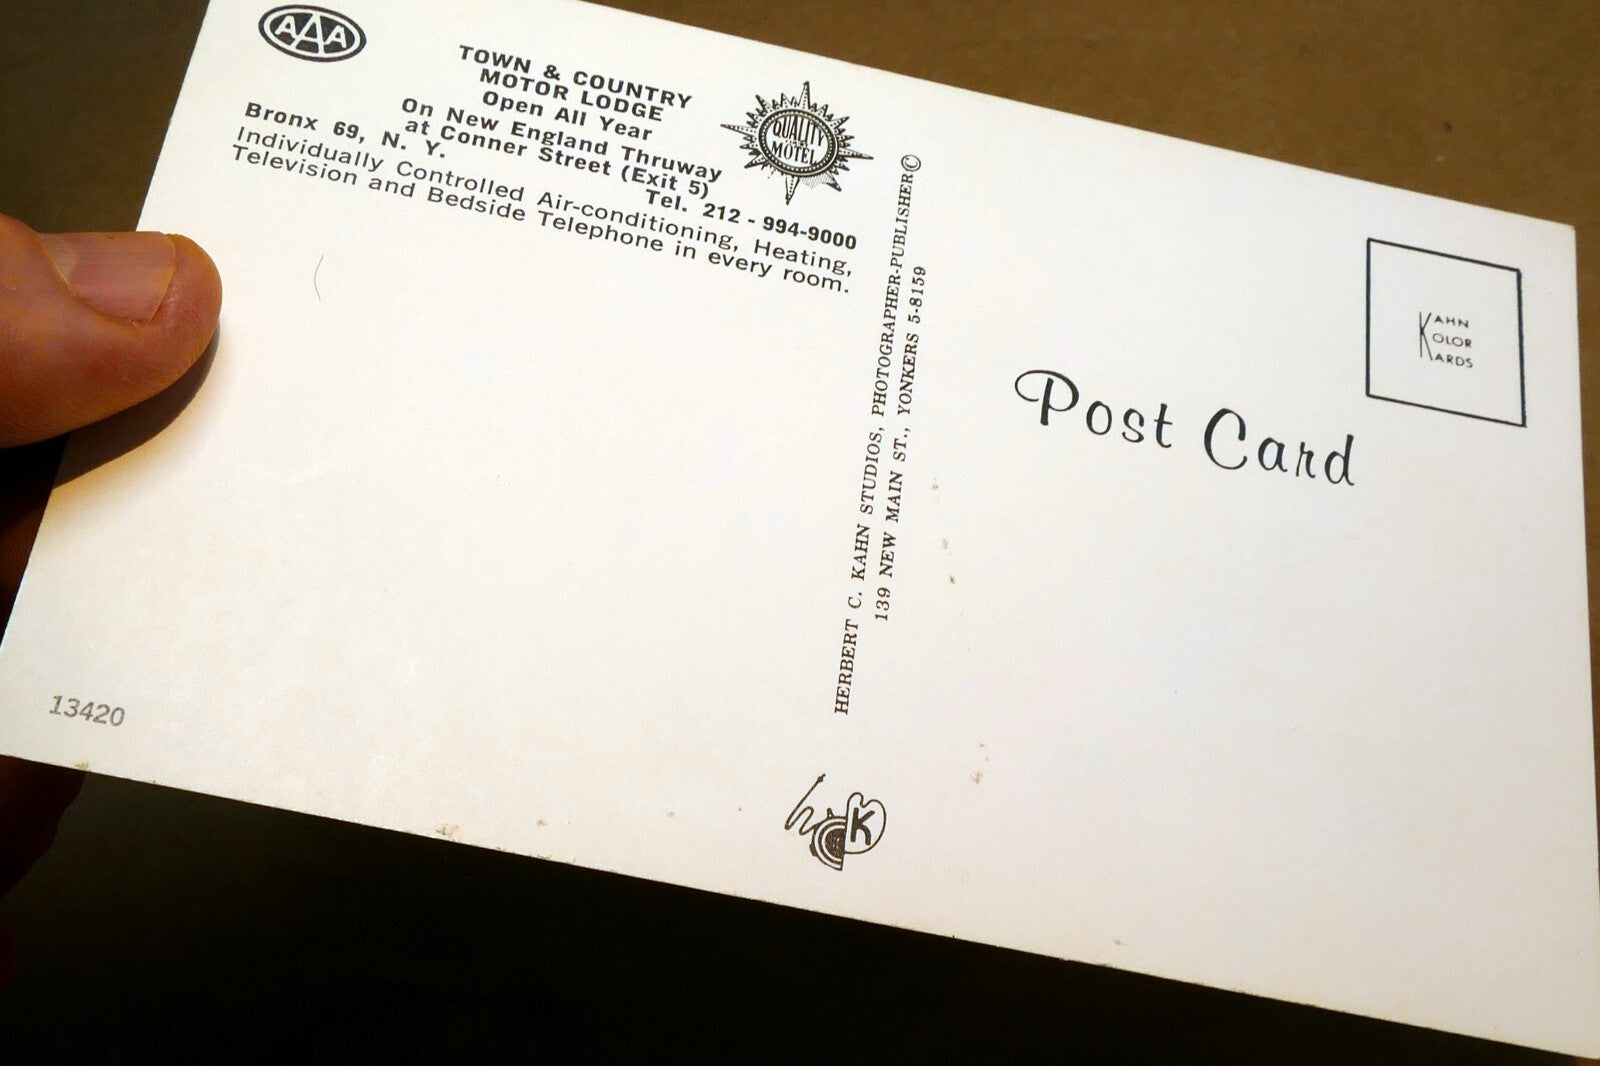 AAA
TOWN & COUNTRY
MOTOR LODGE
Open All Year
On New England Thruway
at Conner Street (Exit 5)
Bronx 69, N. Y.
Tel. 212 - 994-9000
Individually Controlled Air-conditioning, Heating,
Television and Bedside Telephone in every room.
QUALITY
MOTEL
HERBERT C. KAHN STUDIOS, PHOTOGRAPHER-PUBLISHER©
139 NEW MAIN ST., YONKERS 5-8159
Post Card
KAHN
KOLOR
KARDS
13420
h K